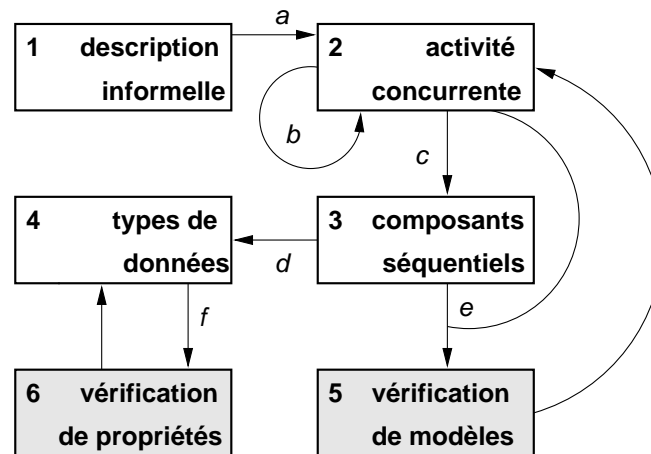 a
1 description
informelle
2 activité
concurrente
b
c
4 types de
données
d
3 composants
séquentiels
f
e
6 vérification
de propriétés
5 vérification
de modèles